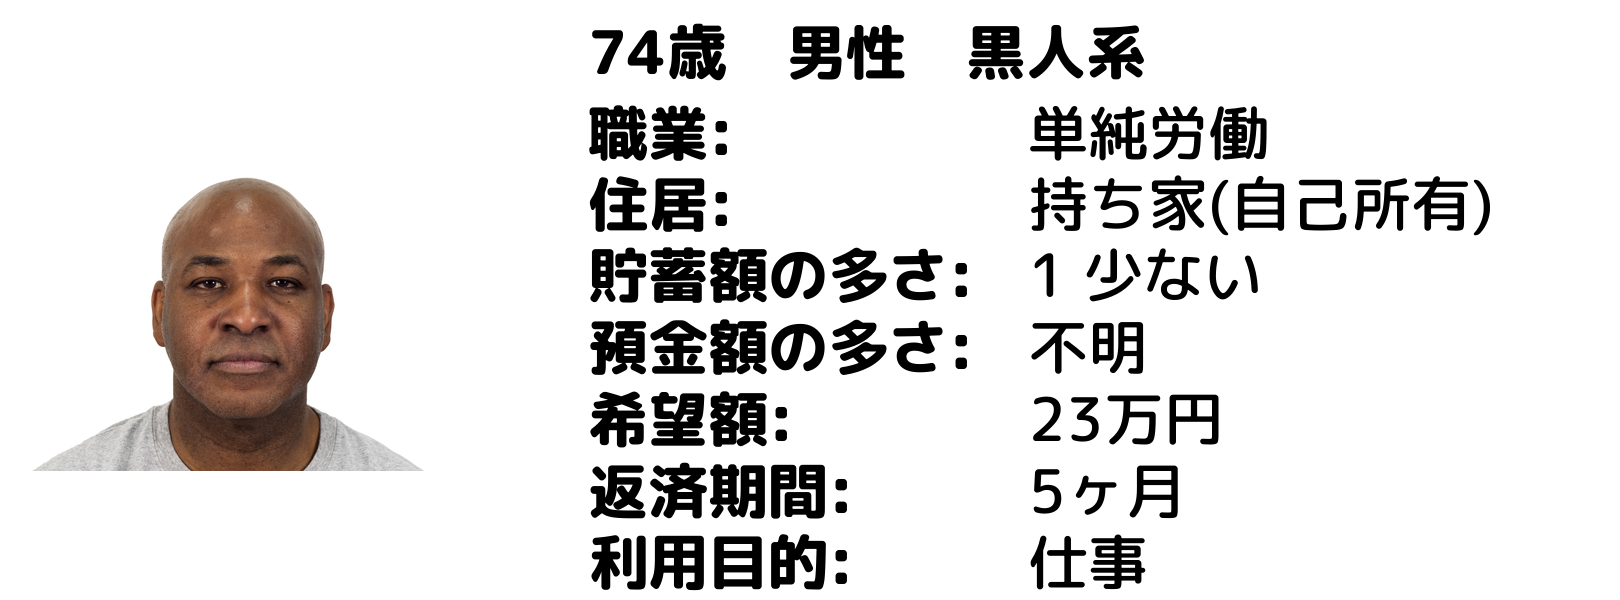 74歳　男性　黒人系
職業:　単純労働
住居:　持ち家(自己所有)
貯蓄額の多さ:　1 少ない
預金額の多さ:　不明
希望額:　23万円
返済期間:　5ヶ月
利用目的:　仕事